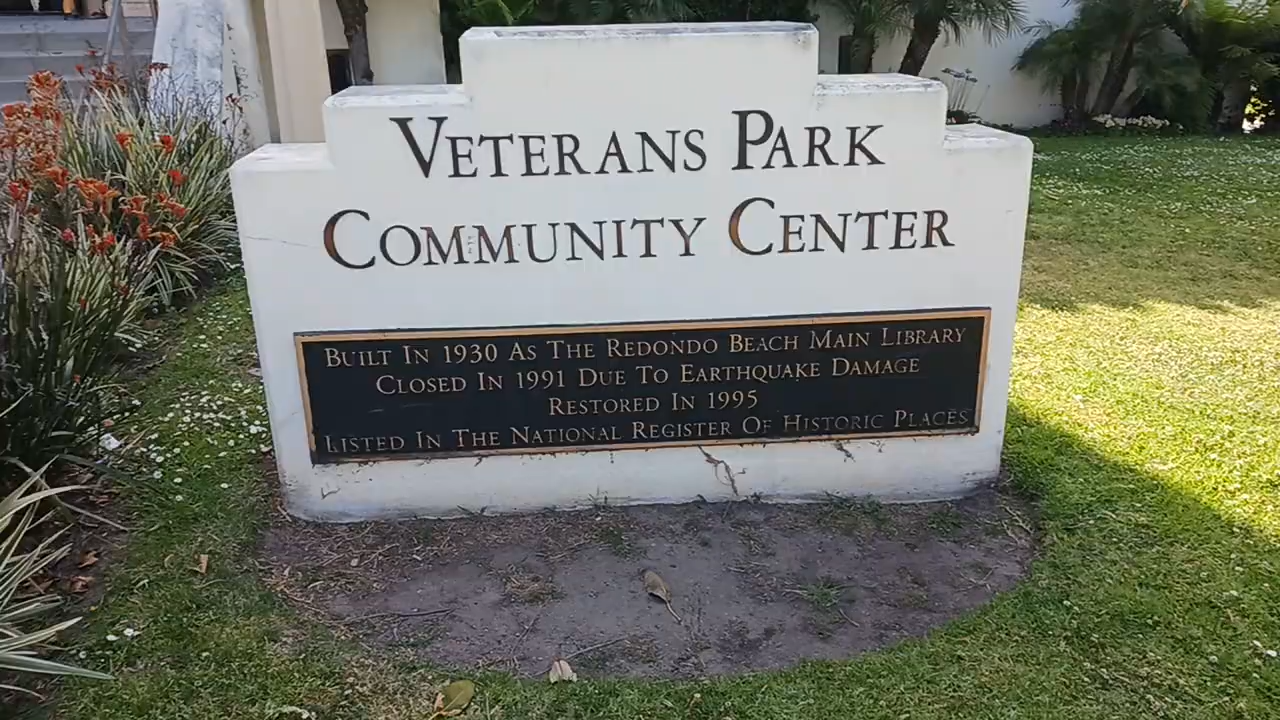 VETERANS PARK
COMMUNITY CENTER
BUILT IN 1930 AS THE REDONDO BEACH MAIN LIBRARY
CLOSED IN 1991 DUE TO EARTHQUAKE DAMAGE
RESTORED IN 1995
LISTED IN THE NATIONAL REGISTER OF HISTORIC PLACES